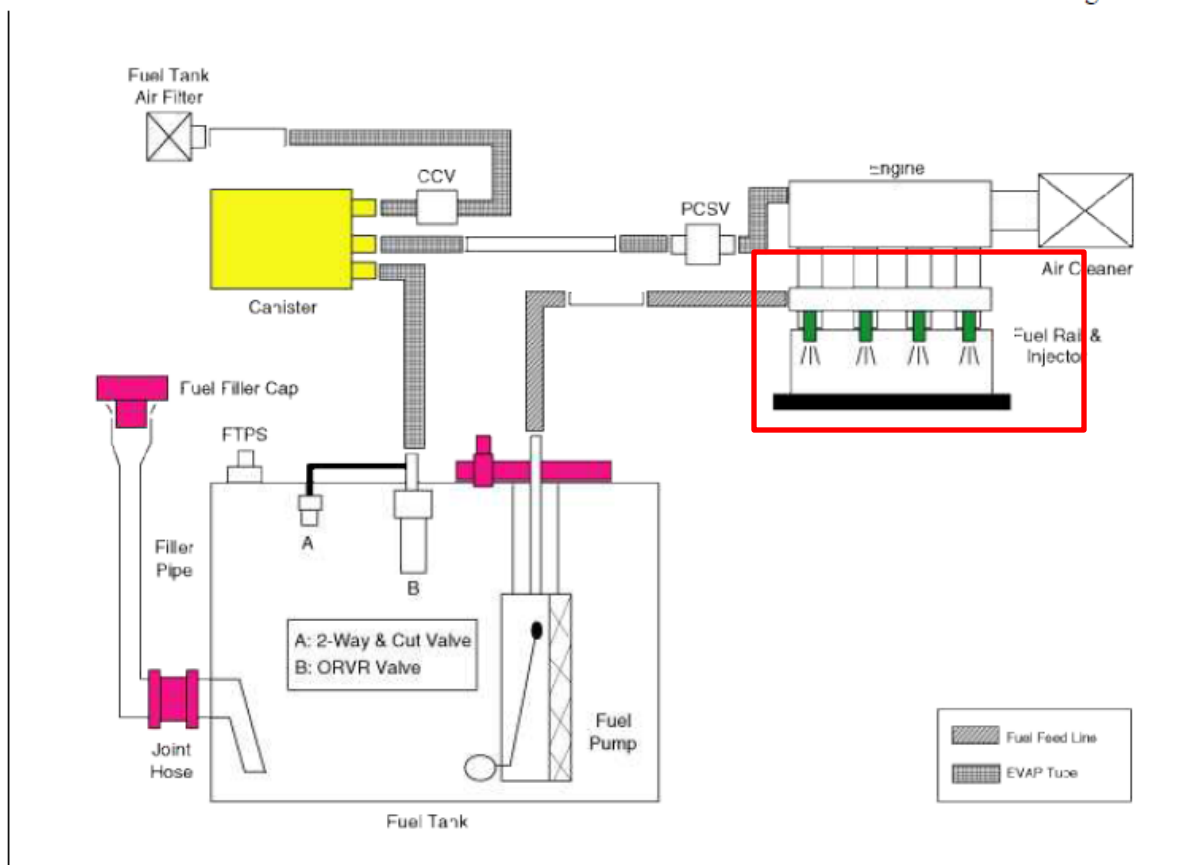 Fuel Tank
Air Filter
CCV
Engine
PCSV
Air Cleaner
Canister
Fuel Rail &
Injector
Fuel Filler Cap
FTPS
A
Filler
Pipe
B
A: 2-Way & Cut Valve
B: ORVR Valve
Fuel
Pump
Joint
Hose
Fuel Feed Line
EVAP Tube
Fuel Tank